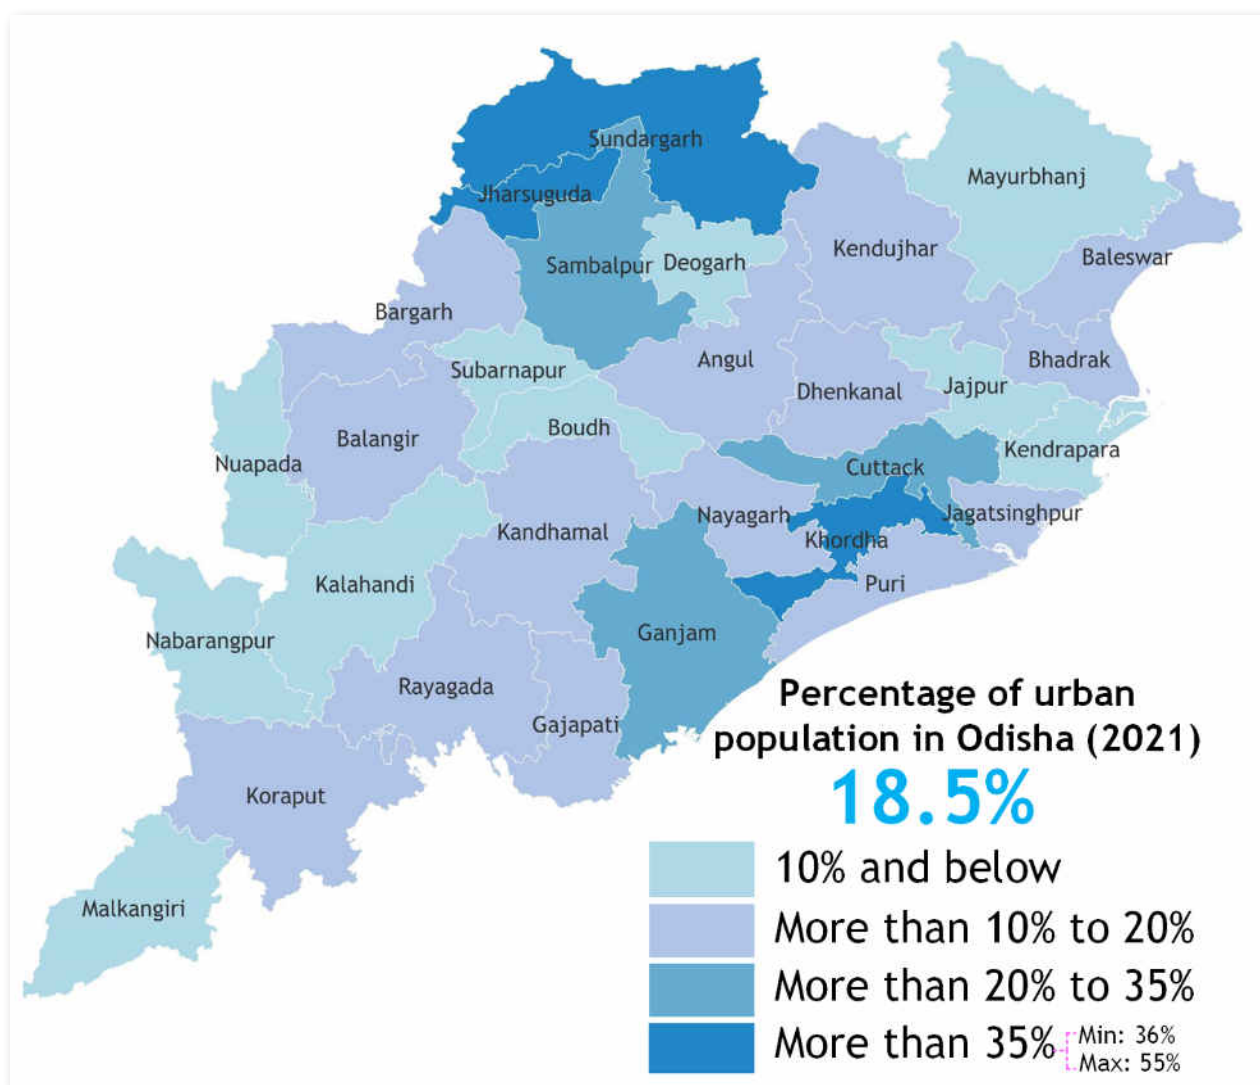 Sundargarh
Mayurbhanj
Jharsuguda
Kendujhar
Baleswar
Sambalpur
Deogarh
Bargarh
Angul
Bhadrak
Subarnapur
Dhenkanal
Jajpur
Boudh
Balangir
Kendrapara
Nuapada
Cuttack
Nayagarh
Jagatsinghpur
Kandhamal
Khordha
Kalahandi
Puri
Nabarangpur
Ganjam
Rayagada
Gajapati
Koraput
Malkangiri
Percentage of urban
population in Odisha (2021)
18.5%
10% and below
More than 10% to 20%
More than 20% to 35%
More than 35%
Min: 36%
Max: 55%